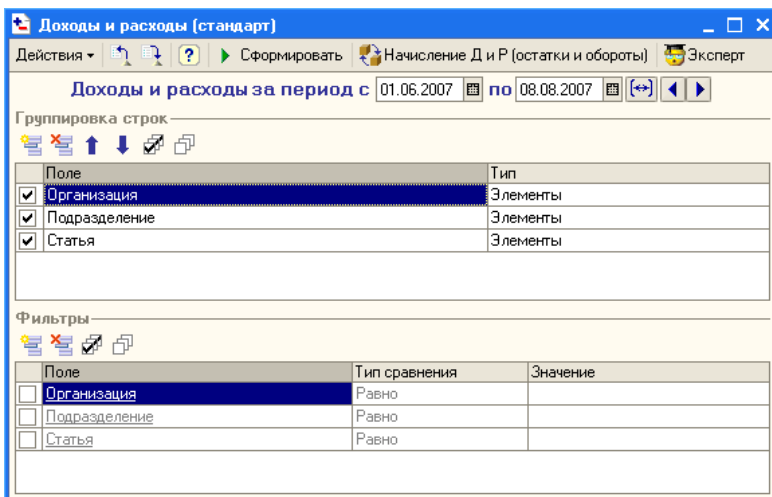 Доходы и расходы (стандарт)
Действия ? Сформировать Начисление Д и Р (остатки и обороты) Эксперт
Доходы и расходы за период с 01.06.2007 по 08.08.2007
Группировка строк
Поле Тип
Организация Элементы
Подразделение Элементы
Статья Элементы
Фильтры
Поле Тип сравнения Значение
Организация Равно
Подразделение Равно
Статья Равно